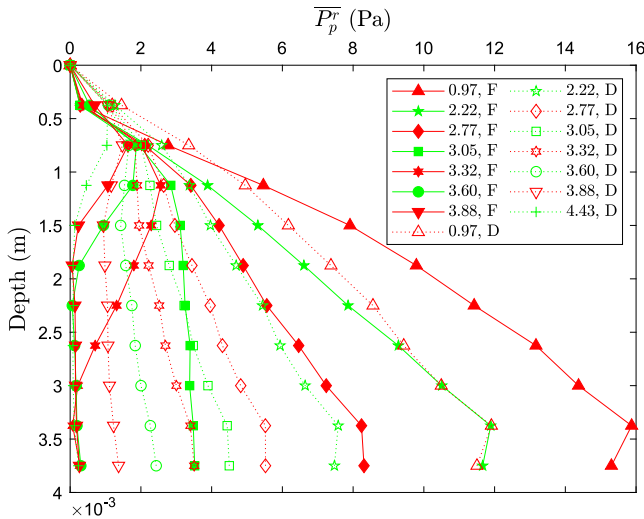 $\overline{P_p^r}$ (Pa)
0 2 4 6 8 10 12 14 16
0
0.5
1
1.5
2
2.5
3
3.5
4
Depth (m)
×10⁻³
0.97, F
2.22, F
2.77, F
3.05, F
3.32, F
3.60, F
3.88, F
0.97, D
2.22, D
2.77, D
3.05, D
3.32, D
3.60, D
3.88, D
4.43, D